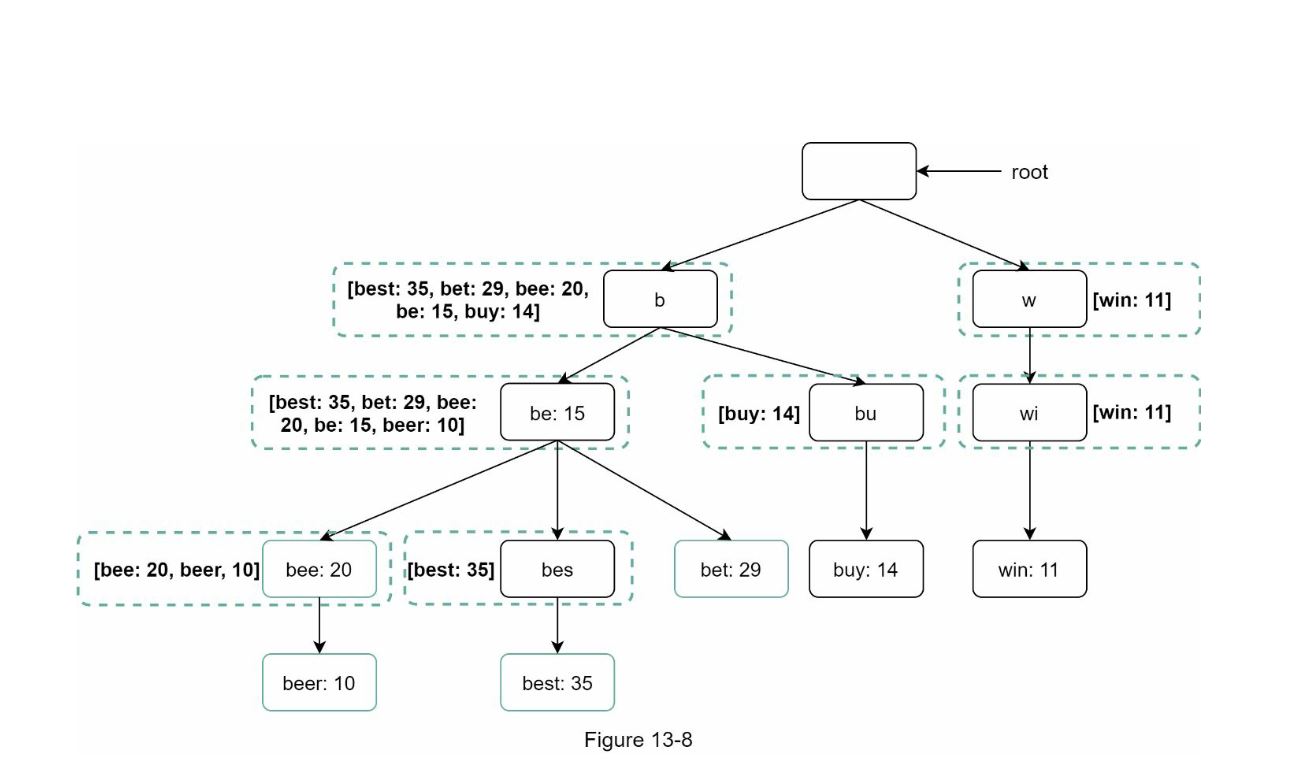 root
[best: 35, bet: 29, bee: 20,
be: 15, buy: 14]
b
w
[win: 11]
[best: 35, bet: 29, bee:
20, be: 15, beer: 10]
be: 15
[buy: 14]
bu
wi
[win: 11]
[bee: 20, beer, 10]
bee: 20
[best: 35]
bes
bet: 29
buy: 14
win: 11
beer: 10
best: 35
Figure 13-8